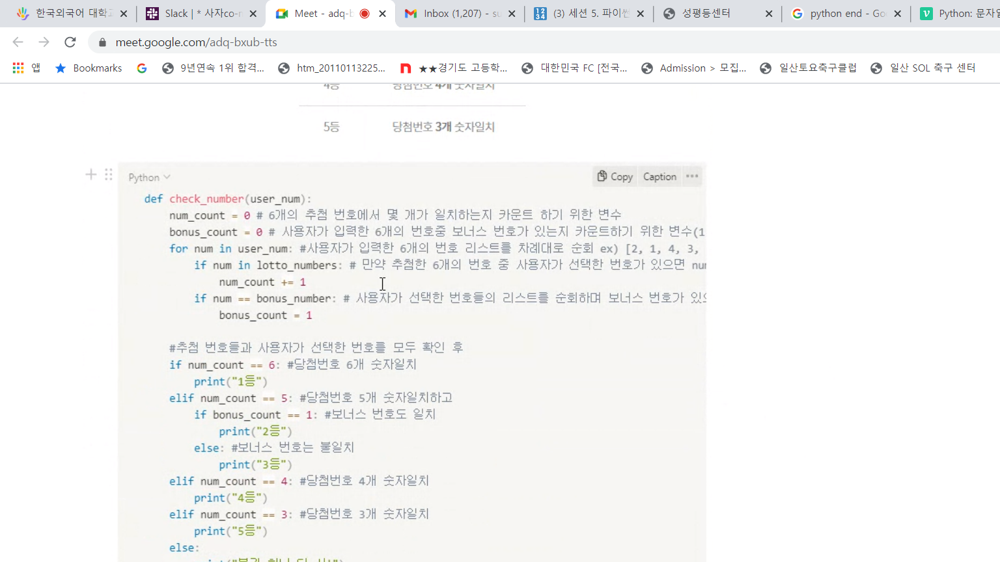 한국외국어 대학교
Slack | * 사자co-r
Meet - adq-b
Inbox (1,207) - su
(3) 세션 5. 파이썬
성평등센터
python end - Go
Python: 문자열
meet.google.com/adq-bxub-tts
앱
Bookmarks
9년연속 1위 합격...
htm_20110113225...
★★경기도 고등학...
대한민국 FC [전국...
Admission > 모집...
일산토요축구클럽
일산 SOL 축구 센터
4등 당첨번호 4개 숫자일치
5등 당첨번호 3개 숫자일치
Python
Copy Caption •••
def check_number(user_num):
num_count = 0 # 6개의 추첨 번호에서 몇 개가 일치하는지 카운트 하기 위한 변수
bonus_count = 0 # 사용자가 입력한 6개의 번호중 보너스 번호가 있는지 카운트하기 위한 변수(1
for num in user_num: #사용자가 입력한 6개의 번호 리스트를 차례대로 순회 ex) [2, 1, 4, 3,
if num in lotto_numbers: # 만약 추첨한 6개의 번호 중 사용자가 선택한 번호가 있으면 num
num_count += 1
if num == bonus_number: # 사용자가 선택한 번호들의 리스트를 순회하며 보너스 번호가
bonus_count = 1
#추첨 번호들과 사용자가 선택한 번호를 모두 확인 후
if num_count == 6: #당첨번호 6개 숫자일치
print("1등")
elif num_count == 5: #당첨번호 5개 숫자일치하고
if bonus_count == 1: #보너스 번호도 일치
print("2등")
else: #보너스 번호는 불일치
print("3등")
elif num_count == 4: #당첨번호 4개 숫자일치
print("4등")
elif num_count == 3: #당첨번호 3개 숫자일치
print("5등")
else: